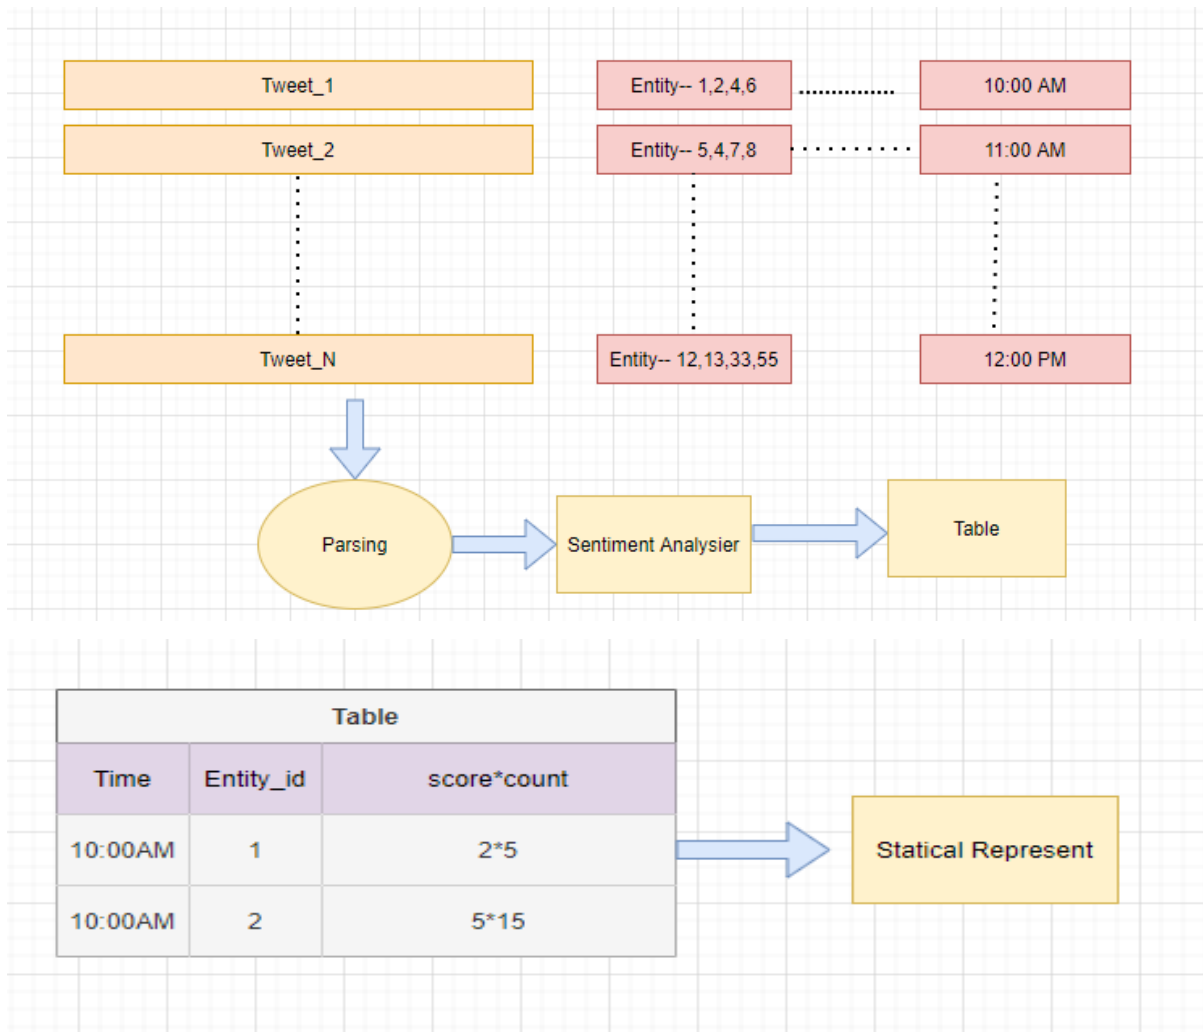 Tweet_1 Entity-- 1,2,4,6 10:00 AM
Tweet_2 Entity-- 5,4,7,8 11:00 AM
Tweet_N Entity-- 12,13,33,55 12:00 PM
Parsing Sentiment Analysier Table
Table
Time Entity_id score*count
10:00AM 1 2*5
Statical Represent
10:00AM 2 5*15